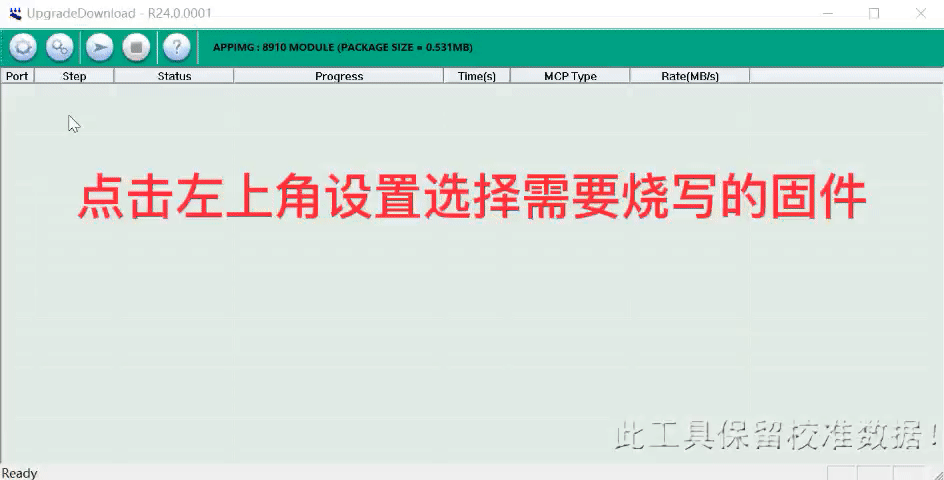 UpgradeDownload - R24.0.0001
APPIMG : 8910 MODULE (PACKAGE SIZE = 0.531MB)
Port Step Status Progress Time(s) MCP Type Rate(MB/s)
点击左上角设置选择需要烧写的固件
此工具保留校准数据！
Ready